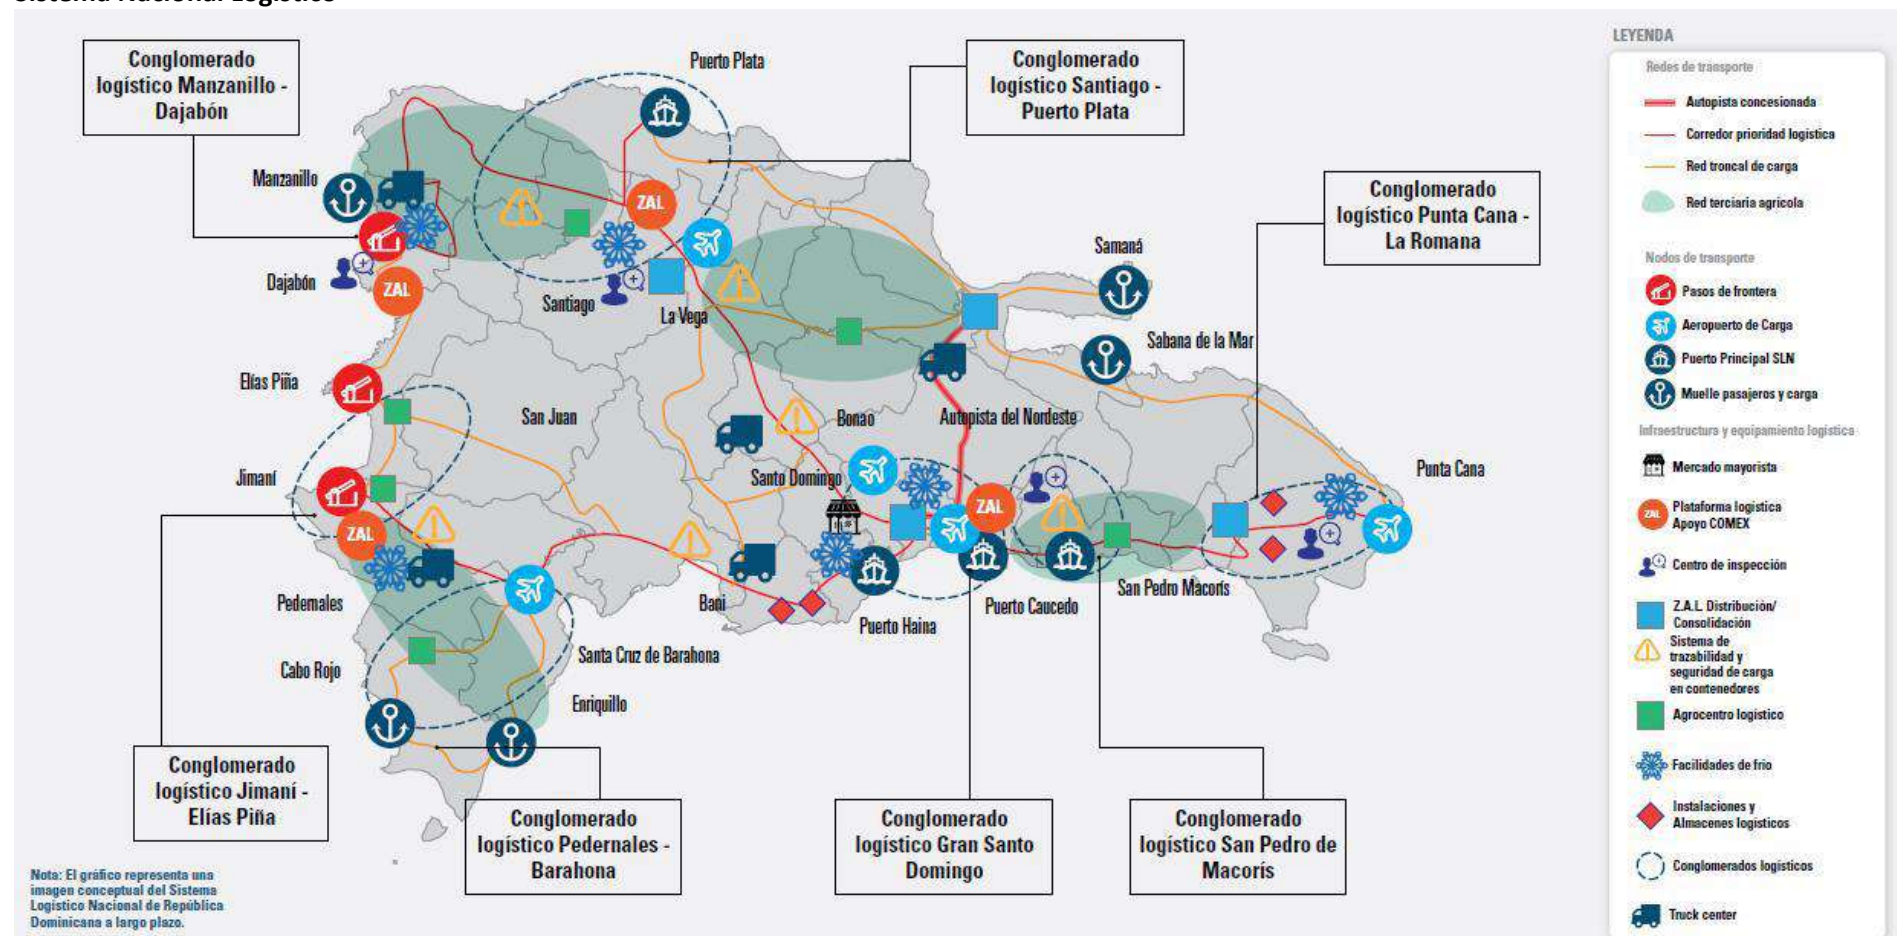 Sistema Nacional Logístico
Conglomerado
logístico Manzanillo -
Dajabón
Puerto Plata
Conglomerado
logístico Santiago -
Puerto Plata
Conglomerado
logístico Punta Cana -
La Romana
Manzanillo
ZAL
Samaná
Dajabón
ZAL
Santiago
La Vega
Sabana de la Mar
Elías Piña
San Juan
Bonao
Autopista del Nordeste
Jimaní
Santo Domingo
Punta Cana
ZAL
ZAL
Pedernales
Bani
Puerto Haina
Puerto Caucedo
San Pedro Macorís
Cabo Rojo
Santa Cruz de Barahona
Enriquillo
Conglomerado
logístico Jimaní -
Elías Piña
Conglomerado
logístico Pedernales -
Barahona
Conglomerado
logístico Gran Santo
Domingo
Conglomerado
logístico San Pedro de
Macorís
Nota: El gráfico representa una
imagen conceptual del Sistema
Logístico Nacional de República
Dominicana a largo plazo.
LEYENDA
Redes de transporte
Autopista concesionada
Corredor prioridad logística
Red troncal de carga
Red terciaria agrícola
Nodos de transporte
Pasos de frontera
Aeropuerto de Carga
Puerto Principal SLN
Muelle pasajeros y carga
Infraestructura y equipamiento logística
Mercado mayorista
ZAL
Plataforma logística
Apoyo COMEX
Centro de inspección
Z.A.L. Distribución/
Consolidación
Sistema de
trazabilidad y
seguridad de carga
en contenedores
Agrocentro logístico
Facilidades de frío
Instalaciones y
Almacenes logísticos
Conglomerados logísticos
Truck center